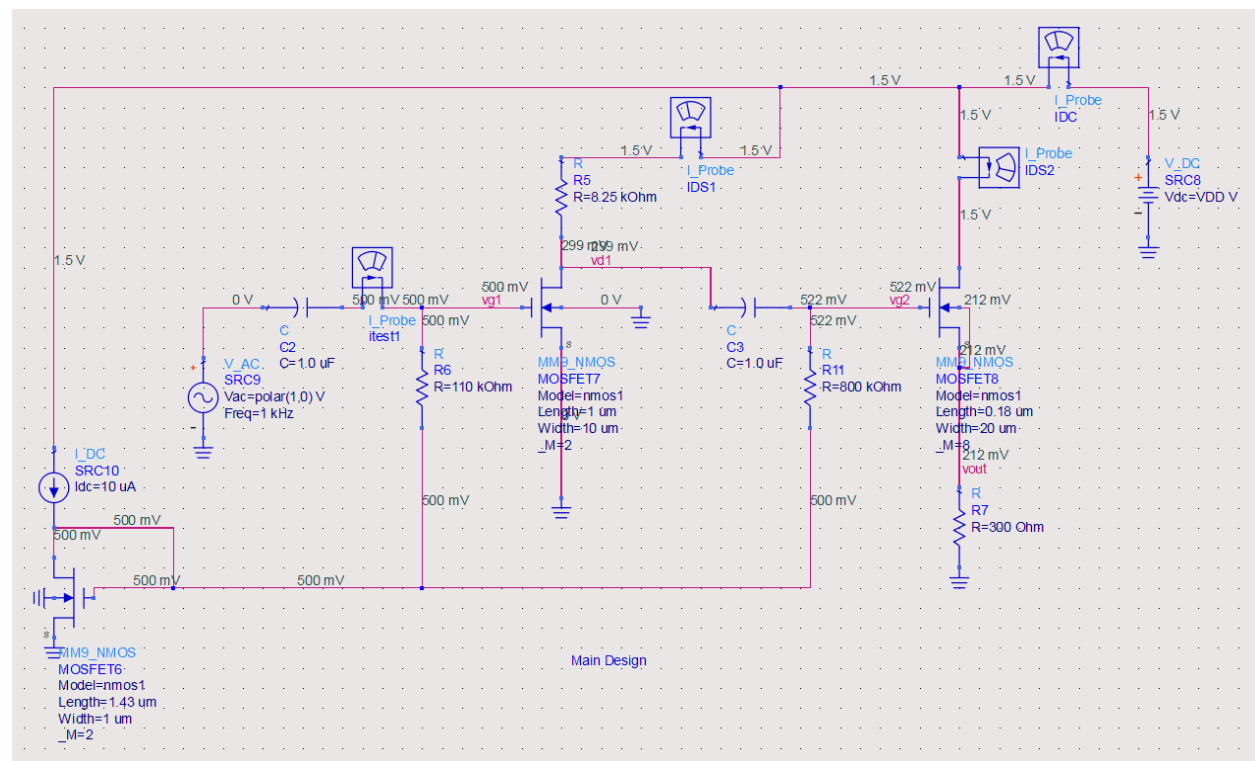 1.5 V
1.5 V
I_Probe
IDC
1.5 V
1.5 V
1.5 V
1.5 V
I_Probe
IDS1
I_Probe
IDS2
V_DC
SRC8
Vdc=VDD V
R
R5
R=8.25 kOhm
1.5 V
1.5 V
299 mV
299 mV
vd1
0 V
500 mV
500 mV
vg1
500 mV
0 V
I_Probe
itest1
500 mV
C
C2
C=1.0 uF
V_AC
SRC9
Vac=polar(1,0) V
Freq=1 kHz
R
R6
R=110 kOhm
s
MM9_NMOS
MOSFET7
Model=nmos1
Length=1 um
Width=10 um
_M=2
C
C3
C=1.0 uF
522 mV
522 mV
vg2
522 mV
212 mV
R
R11
R=800 kOhm
s
212 mV
MM9_NMOS
MOSFET8
Model=nmos1
Length=0.18 um
Width=20 um
_M=8
212 mV
vout
R
R7
R=300 Ohm
I_DC
SRC10
Idc=10 uA
500 mV
500 mV
500 mV
500 mV
500 mV
500 mV
s
MM9_NMOS
MOSFET6
Model=nmos1
Length=1.43 um
Width=1 um
_M=2
Main Design